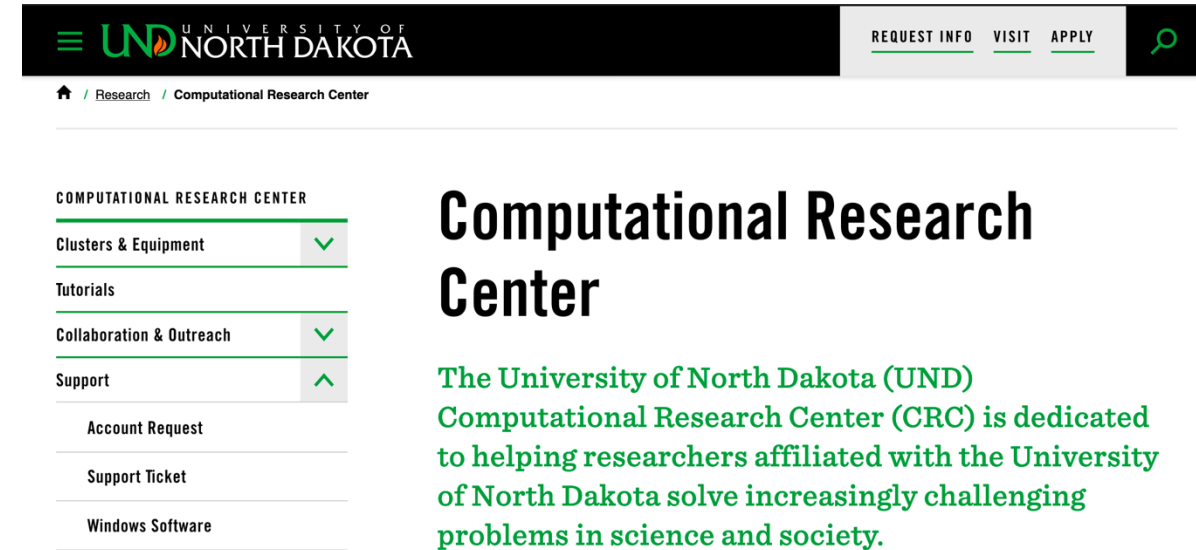 UND UNIVERSITY OF
NORTH DAKOTA
REQUEST INFO VISIT APPLY
/ Research / Computational Research Center
COMPUTATIONAL RESEARCH CENTER
Clusters & Equipment
Tutorials
Collaboration & Outreach
Support
Account Request
Support Ticket
Windows Software
Computational Research
Center
The University of North Dakota (UND)
Computational Research Center (CRC) is dedicated
to helping researchers affiliated with the University
of North Dakota solve increasingly challenging
problems in science and society.